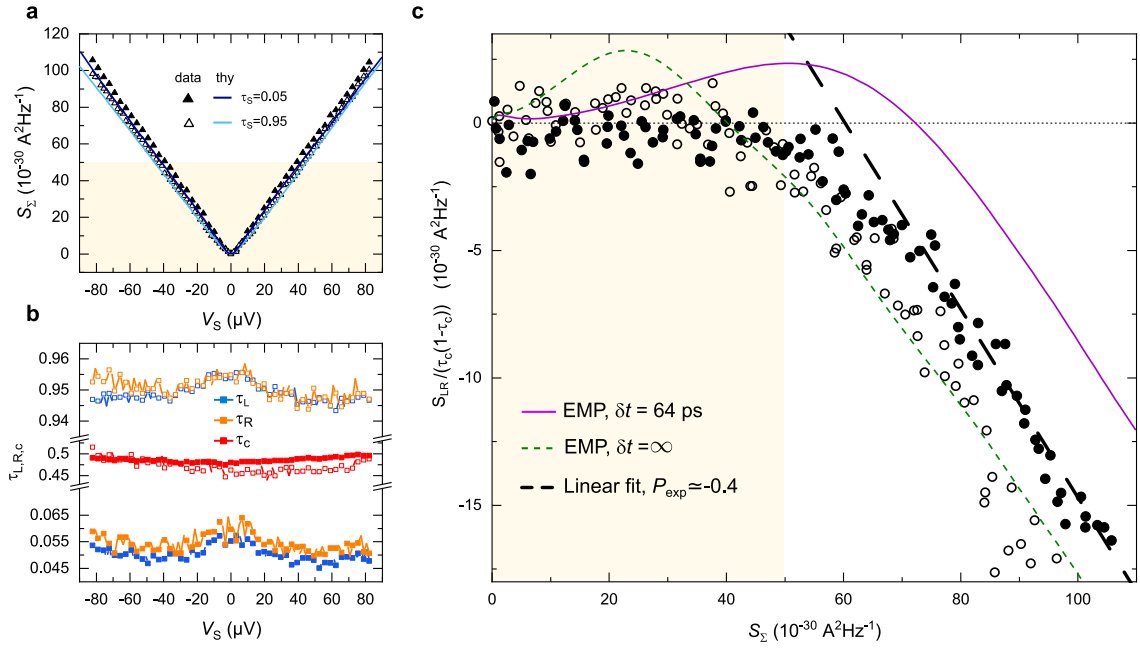 a
120
100
80
60
40
20
0
S_Σ (10⁻³⁰ A²Hz⁻¹)
data thy
τ_S=0.05
τ_S=0.95
-80 -60 -40 -20 0 20 40 60 80
V_S (µV)
b
0.96
0.95
0.94
0.5
0.45
0.065
0.055
0.045
τ_L,R,c
τ_L
τ_R
τ_c
-80 -60 -40 -20 0 20 40 60 80
V_S (µV)
c
0
-5
-10
-15
S_LR/(τ_c(1-τ_c)) (10⁻³⁰ A²Hz⁻¹)
EMP, δt = 64 ps
EMP, δt = ∞
Linear fit, P_exp≃-0.4
0 20 40 60 80 100
S_Σ (10⁻³⁰ A²Hz⁻¹)